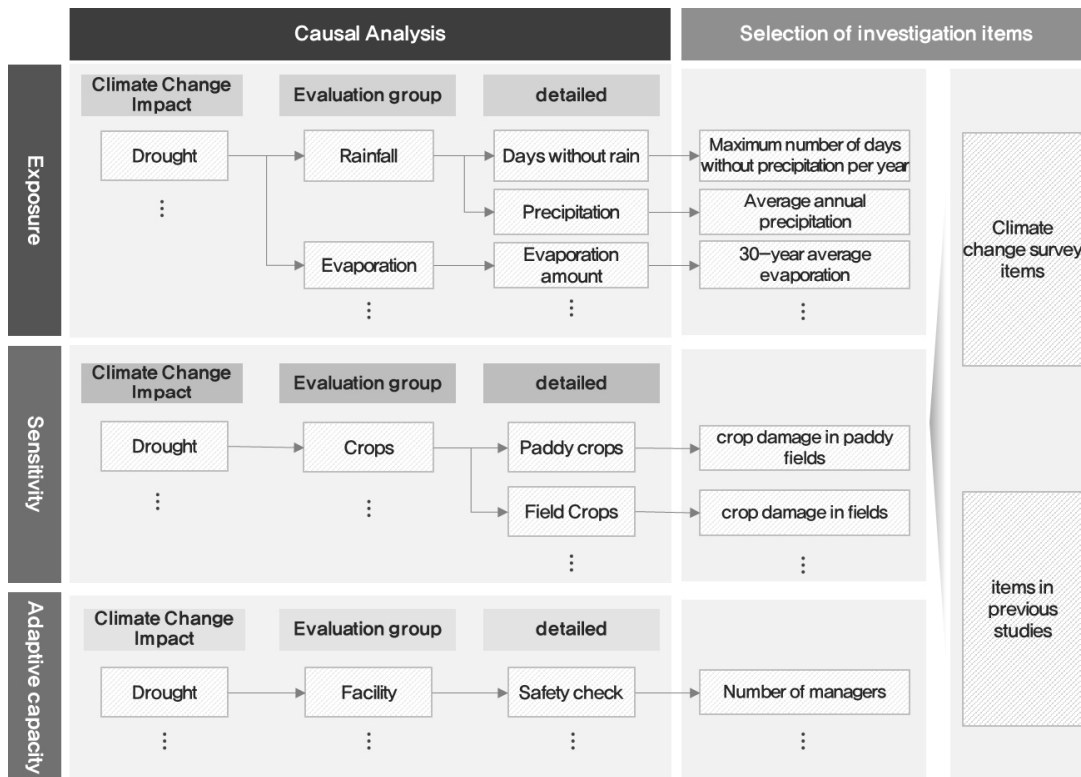 Causal Analysis
Selection of investigation items
Exposure
Climate Change
Impact
Evaluation group
detailed
Drought
Rainfall
Days without rain
Maximum number of days
without precipitation per year
Precipitation
Average annual
precipitation
Evaporation
Evaporation
amount
30-year average
evaporation
Sensitivity
Climate Change
Impact
Evaluation group
detailed
Drought
Crops
Paddy crops
crop damage in paddy
fields
Field Crops
crop damage in fields
Adaptive capacity
Climate Change
Impact
Evaluation group
detailed
Drought
Facility
Safety check
Number of managers
Climate
change survey
items
items in
previous
studies